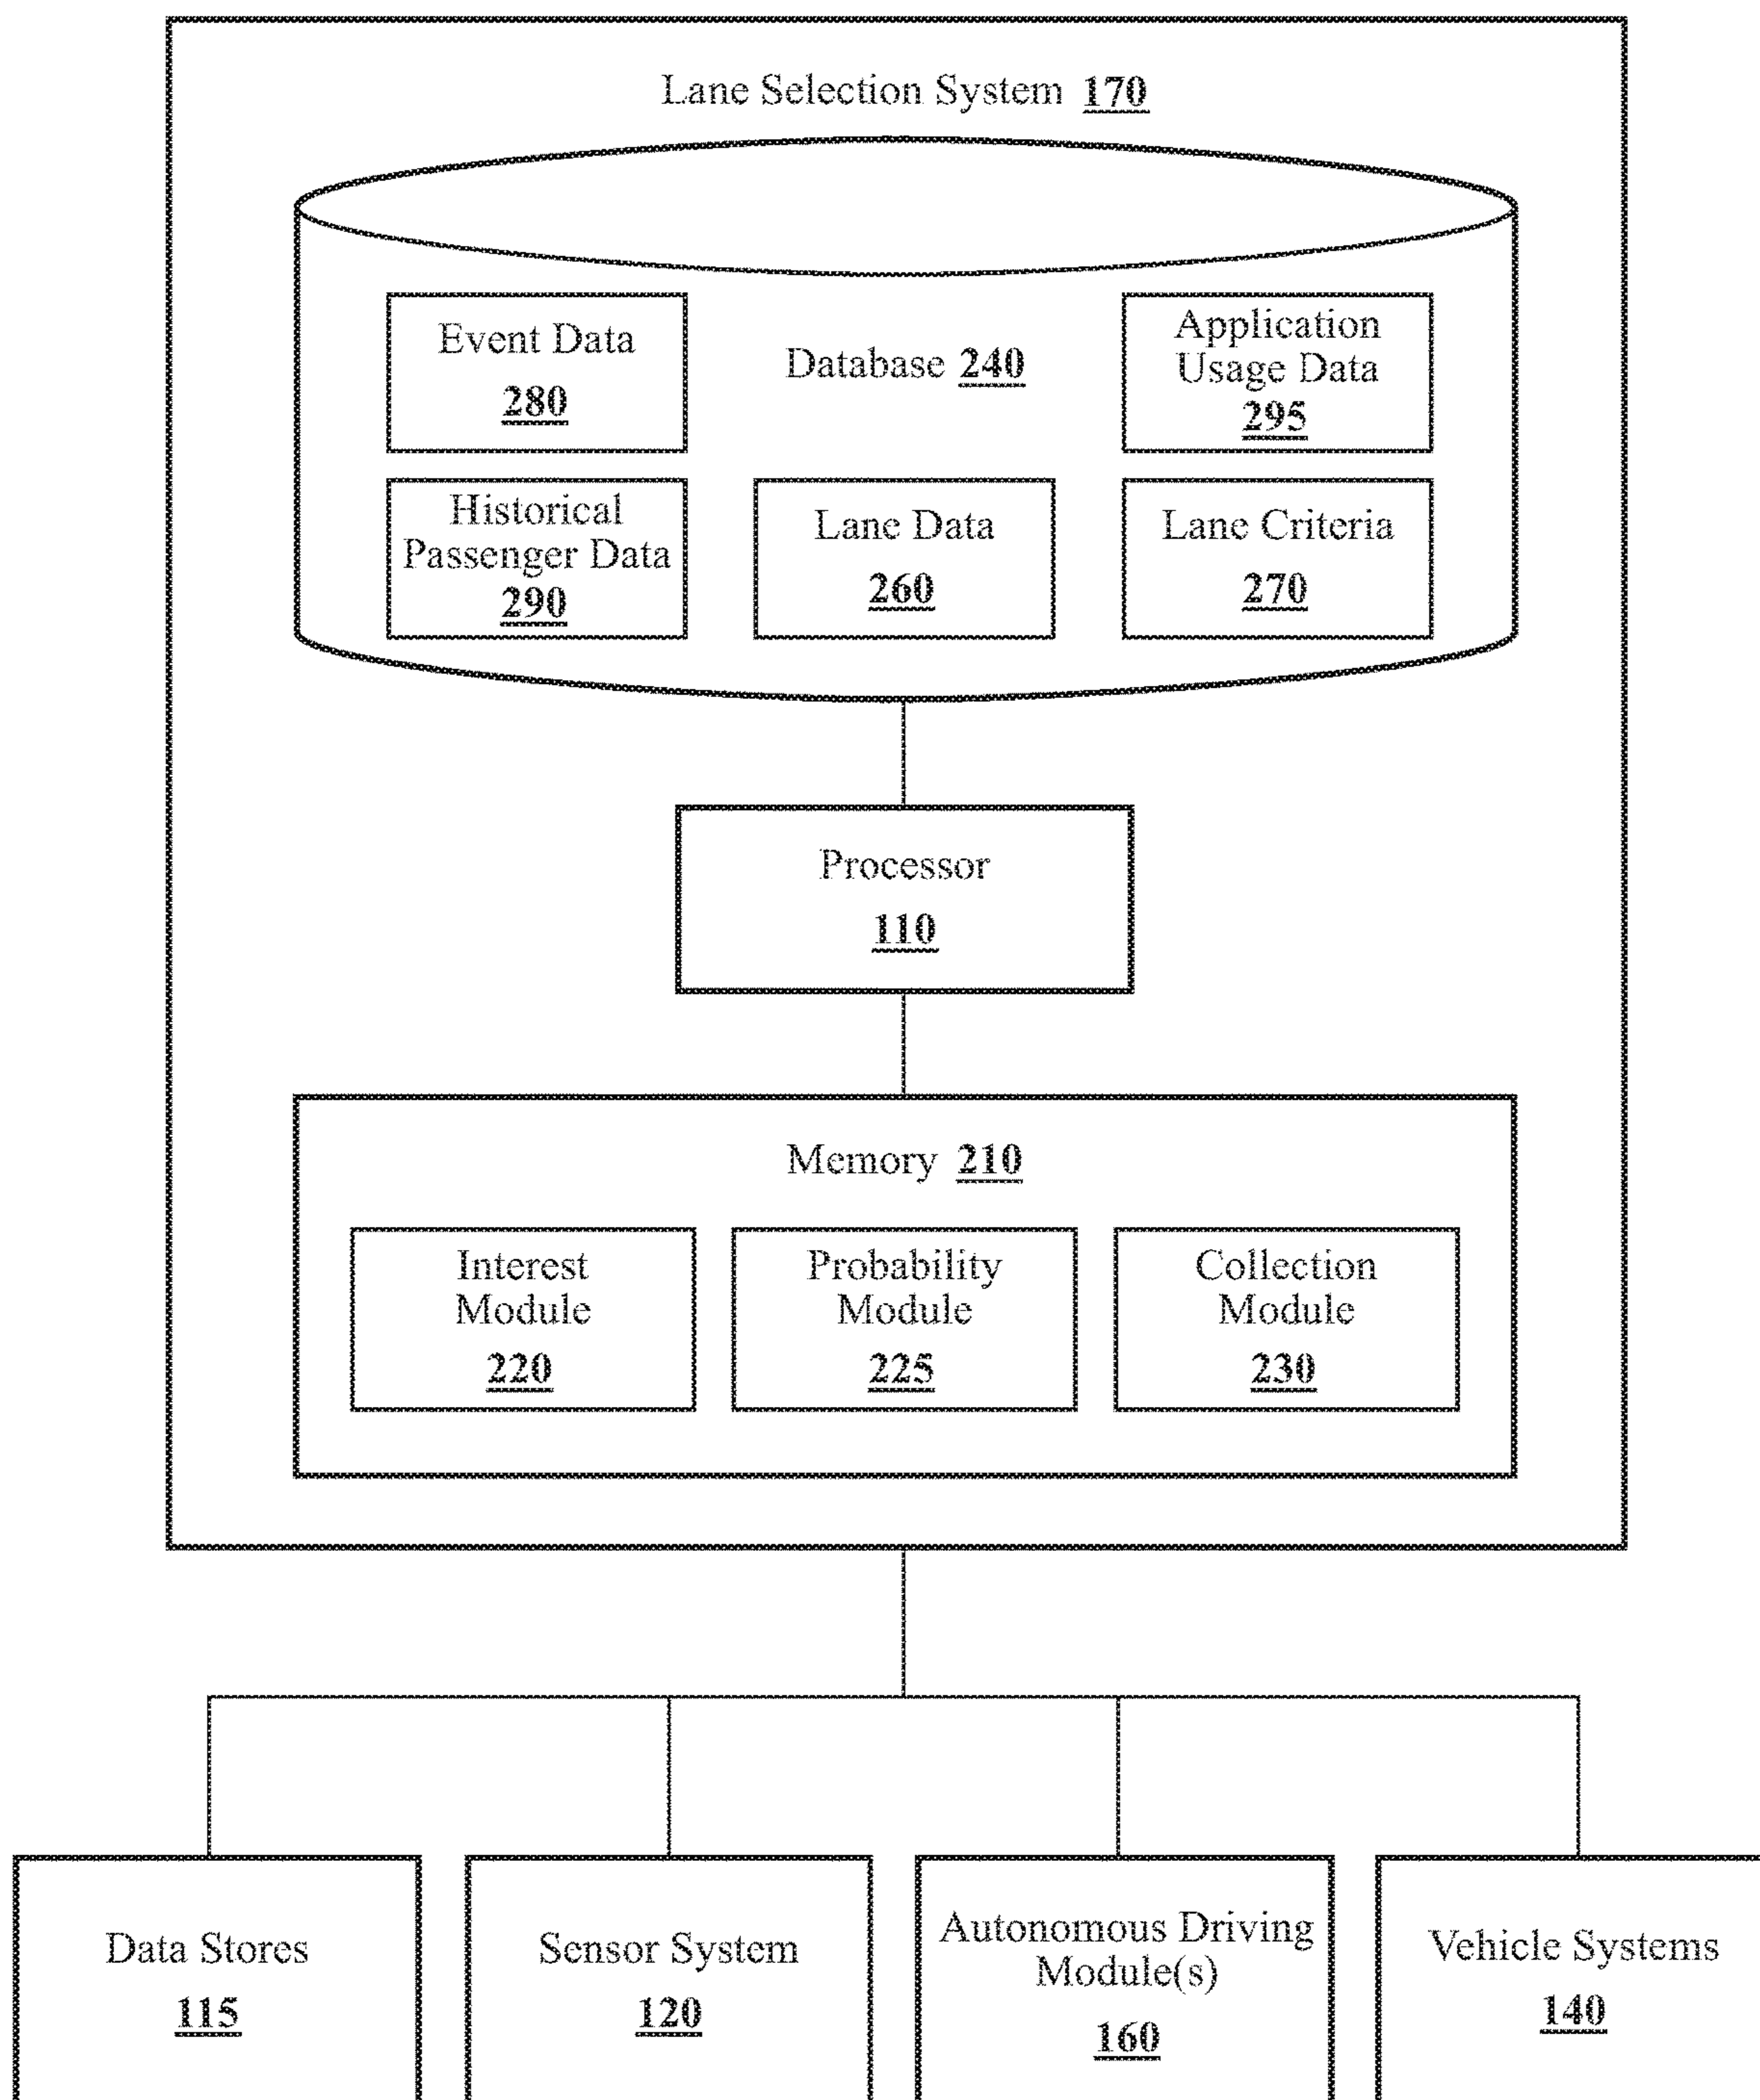 Lane Selection System 170
Event Data
280
Database 240
Application
Usage Data
295
Historical
Passenger Data
290
Lane Data
260
Lane Criteria
270
Processor
110
Memory 210
Interest
Module
220
Probability
Module
225
Collection
Module
230
Data Stores
115
Sensor System
120
Autonomous Driving
Module(s)
160
Vehicle Systems
140